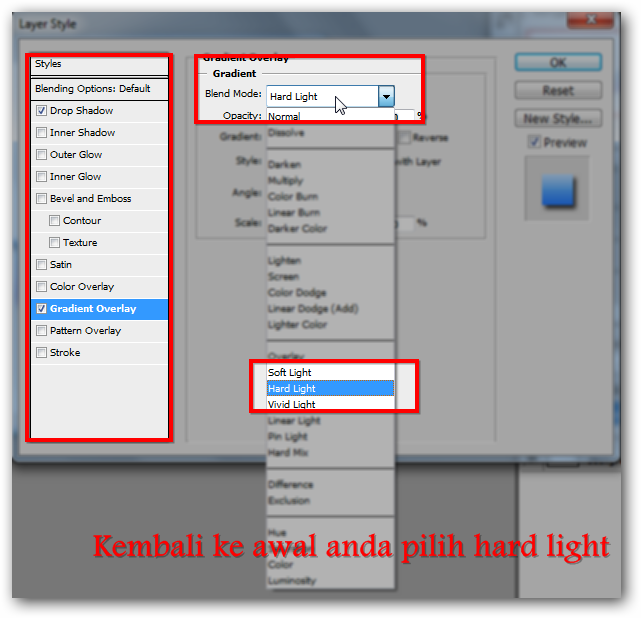 Layer Style
Styles
Blending Options: Default
Drop Shadow
Inner Shadow
Outer Glow
Inner Glow
Bevel and Emboss
Contour
Texture
Satin
Color Overlay
Gradient Overlay
Pattern Overlay
Stroke
Gradient Overlay
Gradient
Blend Mode: Hard Light
Opacity: %
Gradient: Reverse
Style: with Layer
Angle:
Scale: %
Normal
Dissolve
Darken
Multiply
Color Burn
Linear Burn
Darker Color
Lighten
Screen
Color Dodge
Linear Dodge (Add)
Lighter Color
Overlay
Soft Light
Hard Light
Vivid Light
Linear Light
Pin Light
Hard Mix
Difference
Exclusion
Hue
Color
Luminosity
OK
Reset
New Style...
Preview
Kembali ke awal anda pilih hard light